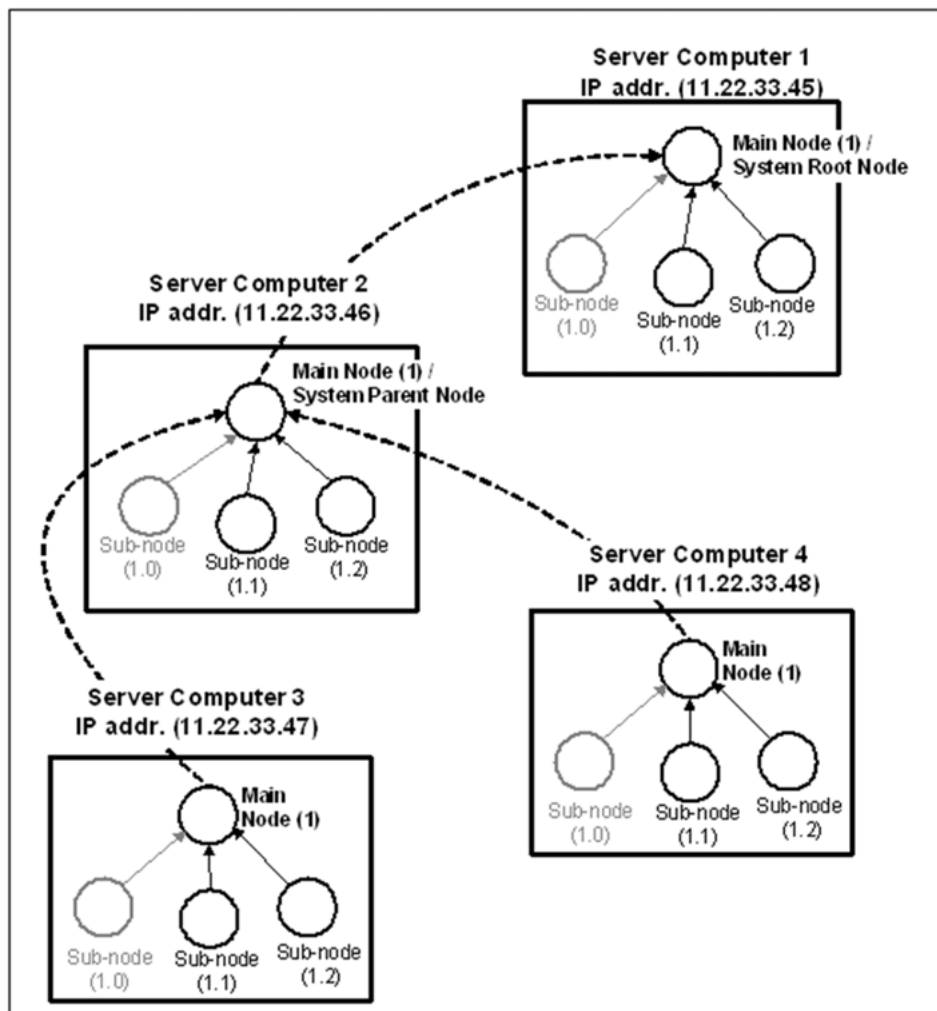 Server Computer 1
IP addr. (11.22.33.45)
Main Node (1) /
System Root Node
Sub-node
(1.0)
Sub-node
(1.1)
Sub-node
(1.2)
Server Computer 2
IP addr. (11.22.33.46)
Main Node (1) /
System Parent Node
Sub-node
(1.0)
Sub-node
(1.1)
Sub-node
(1.2)
Server Computer 4
IP addr. (11.22.33.48)
Main
Node (1)
Sub-node
(1.0)
Sub-node
(1.1)
Sub-node
(1.2)
Server Computer 3
IP addr. (11.22.33.47)
Main
Node (1)
Sub-node
(1.0)
Sub-node
(1.1)
Sub-node
(1.2)